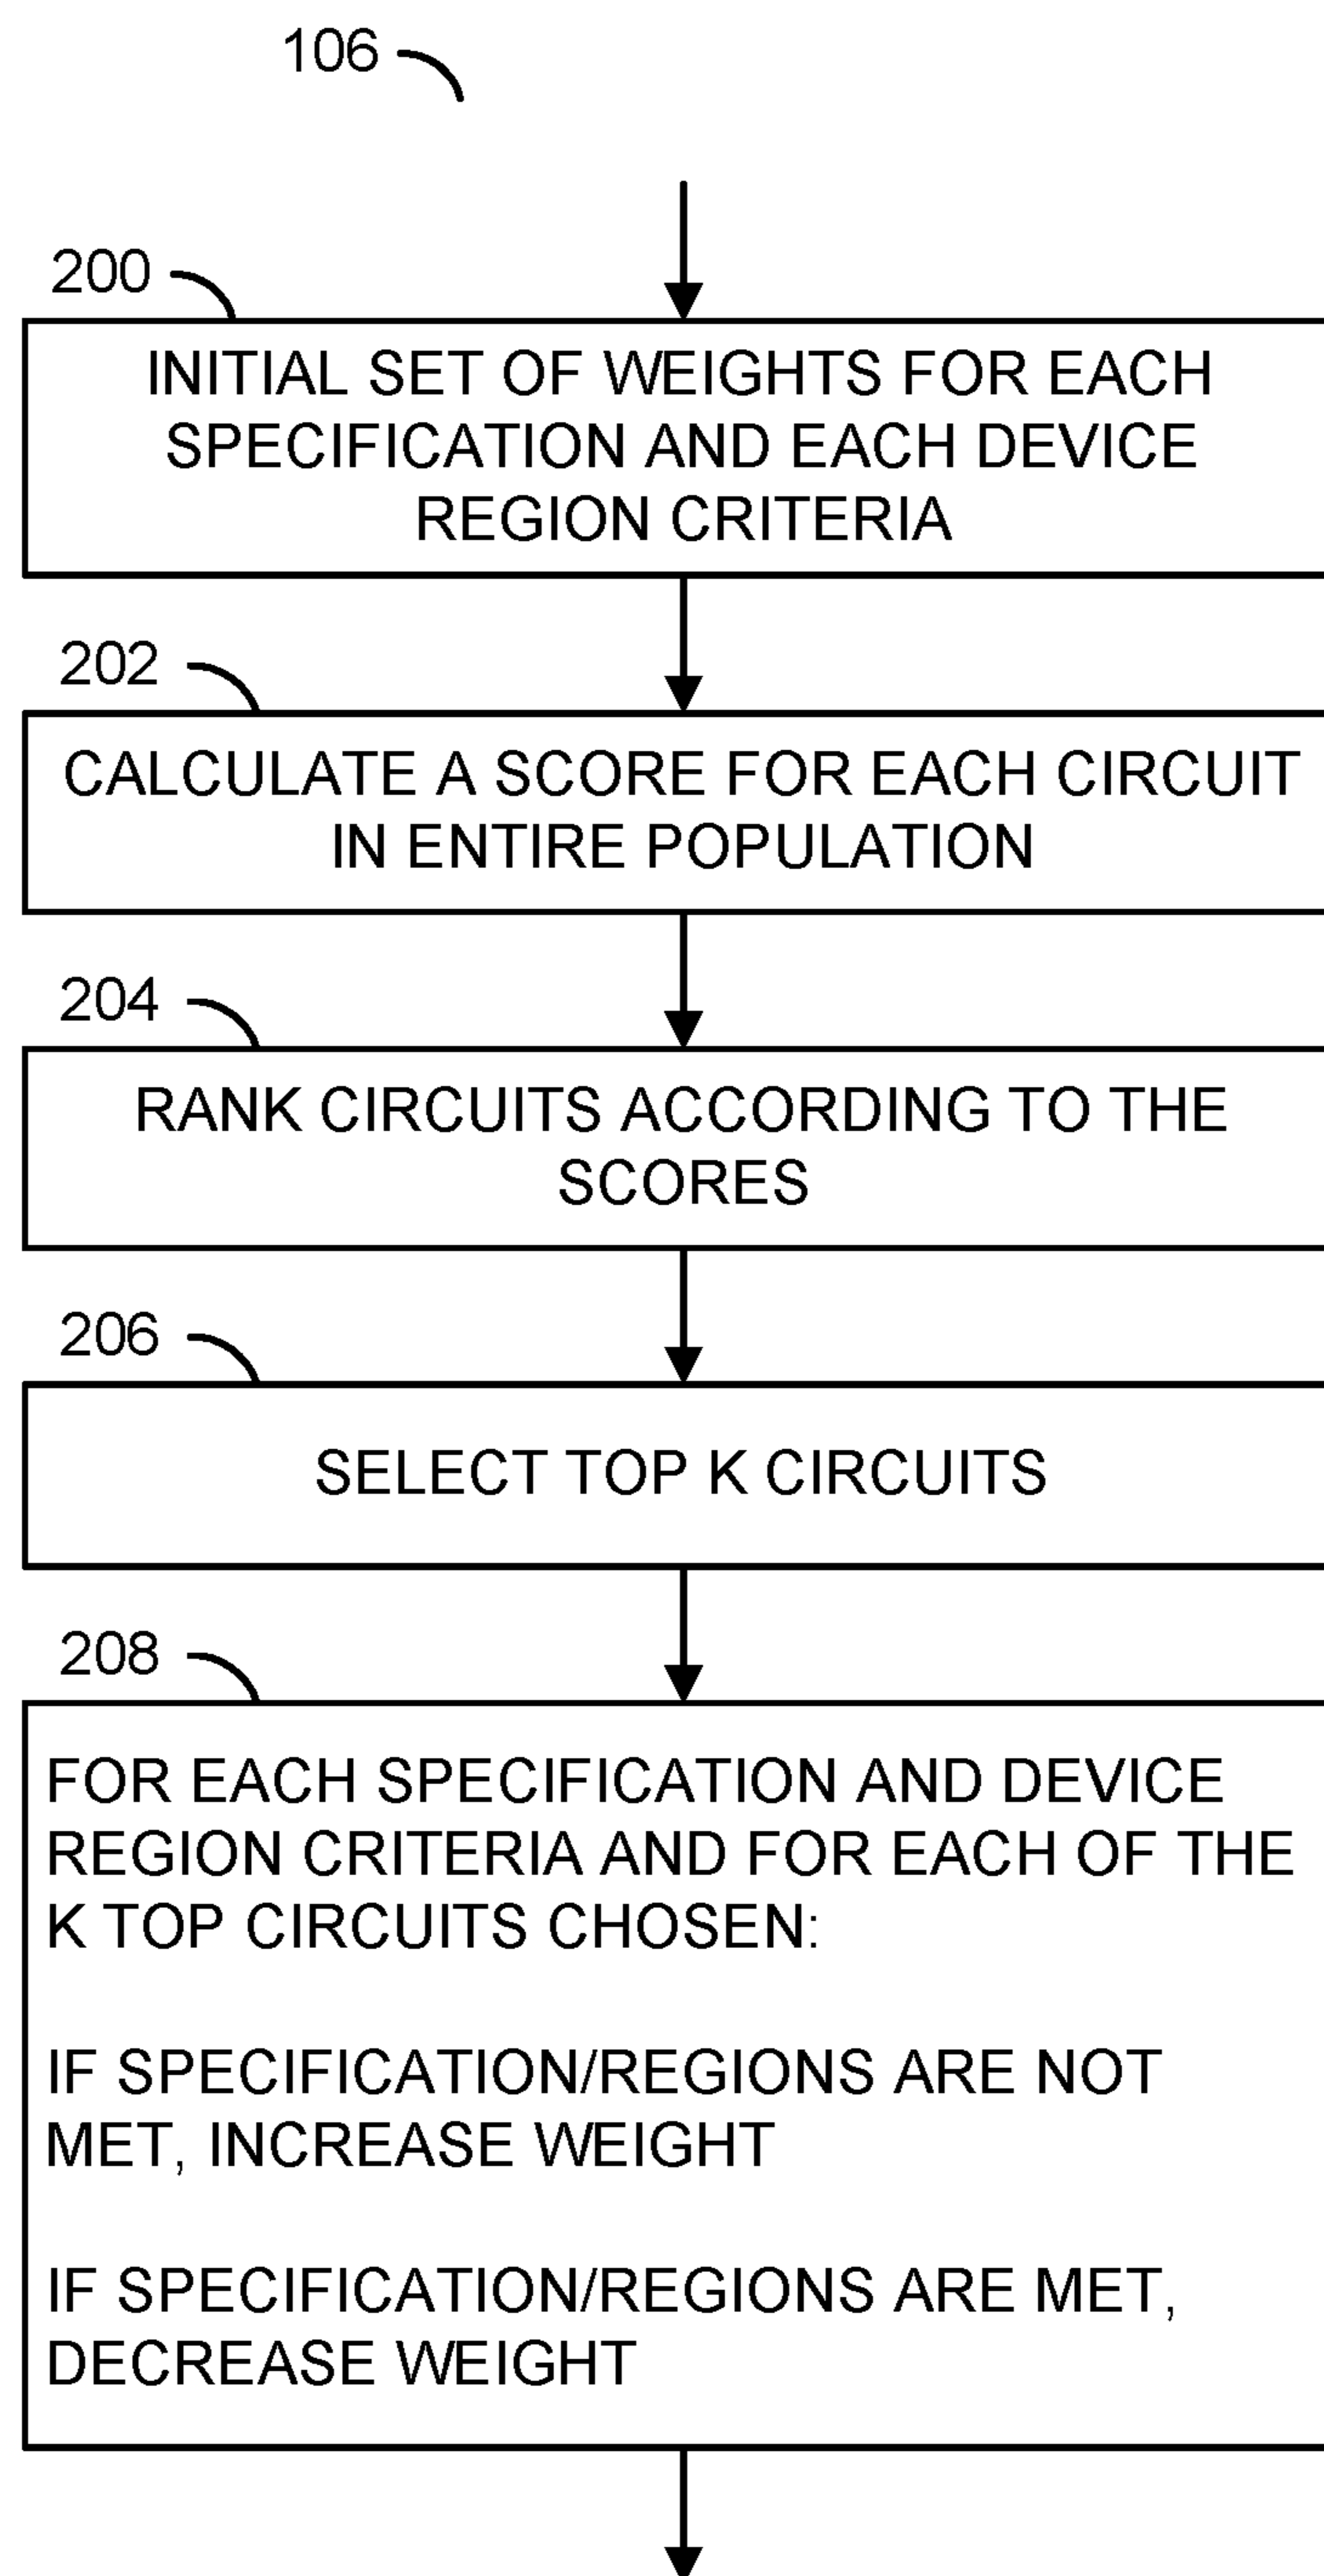 106
200
INITIAL SET OF WEIGHTS FOR EACH
SPECIFICATION AND EACH DEVICE
REGION CRITERIA
202
CALCULATE A SCORE FOR EACH CIRCUIT
IN ENTIRE POPULATION
204
RANK CIRCUITS ACCORDING TO THE
SCORES
206
SELECT TOP K CIRCUITS
208
FOR EACH SPECIFICATION AND DEVICE
REGION CRITERIA AND FOR EACH OF THE
K TOP CIRCUITS CHOSEN:
IF SPECIFICATION/REGIONS ARE NOT
MET, INCREASE WEIGHT
IF SPECIFICATION/REGIONS ARE MET,
DECREASE WEIGHT